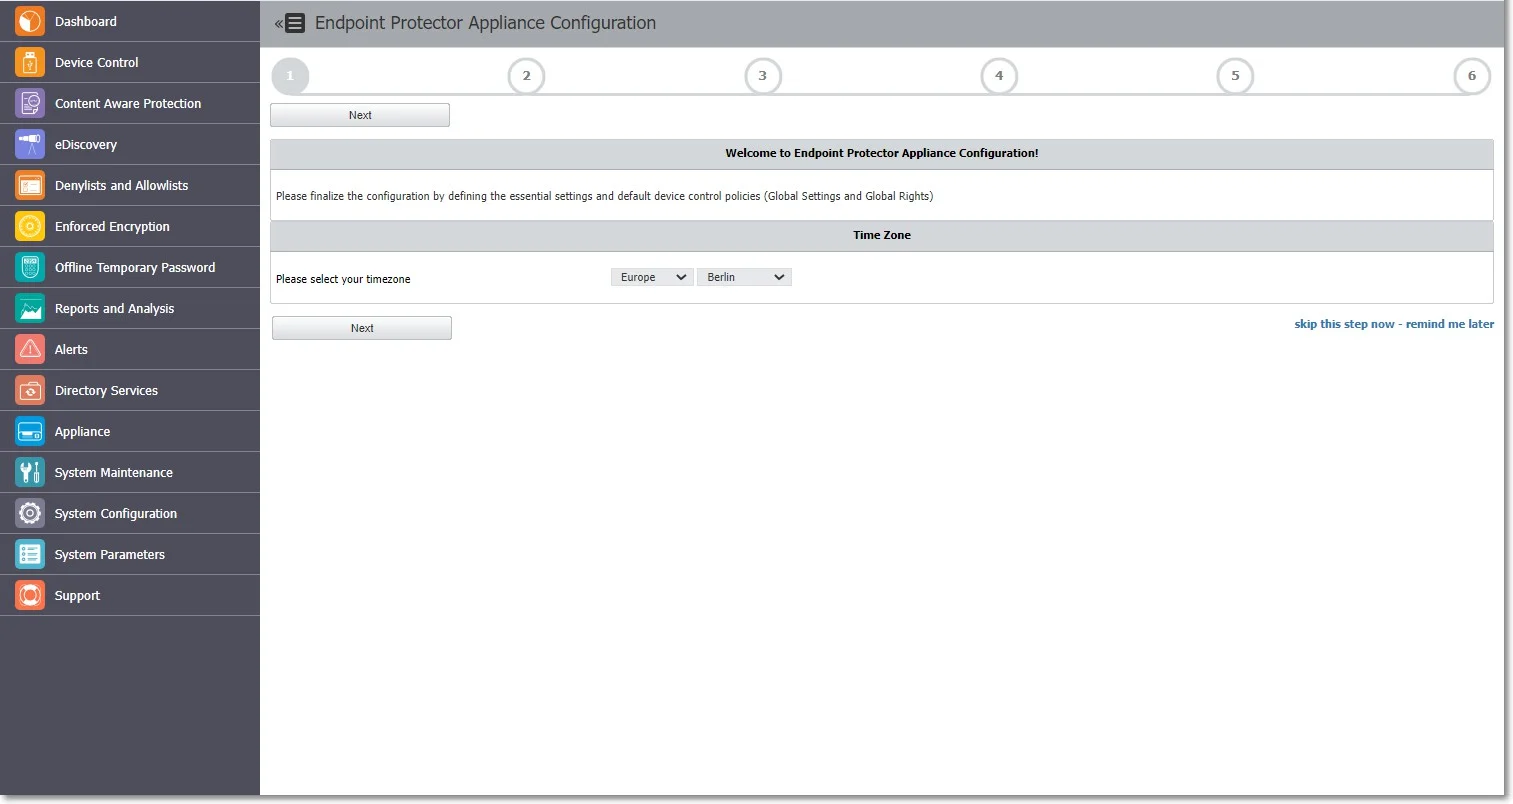 Dashboard
Device Control
Content Aware Protection
eDiscovery
Denylists and Allowlists
Enforced Encryption
Offline Temporary Password
Reports and Analysis
Alerts
Directory Services
Appliance
System Maintenance
System Configuration
System Parameters
Support
« Endpoint Protector Appliance Configuration
1 2 3 4 5 6
Next
Welcome to Endpoint Protector Appliance Configuration!
Please finalize the configuration by defining the essential settings and default device control policies (Global Settings and Global Rights)
Time Zone
Please select your timezone Europe Berlin
Next skip this step now - remind me later